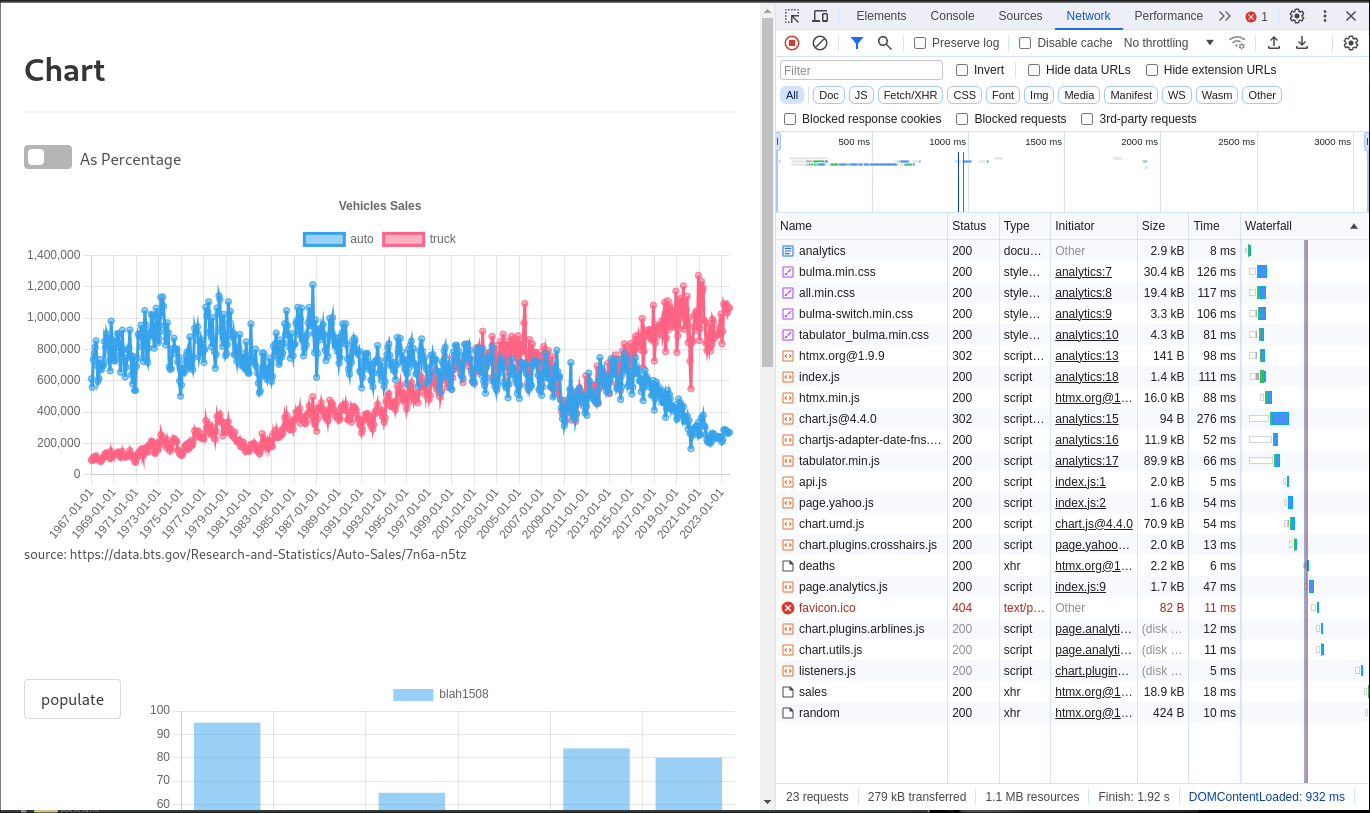 Chart
As Percentage
Vehicles Sales
auto truck
1,400,000
1,200,000
1,000,000
800,000
600,000
400,000
200,000
0
1967-01-01 1969-01-01 1971-01-01 1973-01-01 1975-01-01 1977-01-01 1979-01-01 1981-01-01 1983-01-01 1985-01-01 1987-01-01 1989-01-01 1991-01-01 1993-01-01 1995-01-01 1997-01-01 1999-01-01 2001-01-01 2003-01-01 2005-01-01 2007-01-01 2009-01-01 2011-01-01 2013-01-01 2015-01-01 2017-01-01 2019-01-01 2021-01-01 2023-01-01
source: https://data.bts.gov/Research-and-Statistics/Auto-Sales/7n6a-n5tz
populate
blah1508
100
90
80
70
60
Elements Console Sources Network Performance 1
Preserve log Disable cache No throttling
Filter Invert Hide data URLs Hide extension URLs
All Doc JS Fetch/XHR CSS Font Img Media Manifest WS Wasm Other
Blocked response cookies Blocked requests 3rd-party requests
500 ms 1000 ms 1500 ms 2000 ms 2500 ms 3000 ms
Name Status Type Initiator Size Time Waterfall
analytics 200 docu… Other 2.9 kB 8 ms
bulma.min.css 200 style… analytics:7 30.4 kB 126 ms
all.min.css 200 style… analytics:8 19.4 kB 117 ms
bulma-switch.min.css 200 style… analytics:9 3.3 kB 106 ms
tabulator_bulma.min.css 200 style… analytics:10 4.3 kB 81 ms
htmx.org@1.9.9 302 script… analytics:13 141 B 98 ms
index.js 200 script analytics:18 1.4 kB 111 ms
htmx.min.js 200 script htmx.org@1… 16.0 kB 88 ms
chart.js@4.4.0 302 script… analytics:15 94 B 276 ms
chartjs-adapter-date-fns.… 200 script analytics:16 11.9 kB 52 ms
tabulator.min.js 200 script analytics:17 89.9 kB 66 ms
api.js 200 script index.js:1 2.0 kB 5 ms
page.yahoo.js 200 script index.js:2 1.6 kB 54 ms
chart.umd.js 200 script chart.js@4.4.0 70.9 kB 54 ms
chart.plugins.crosshairs.js 200 script page.yahoo… 2.0 kB 13 ms
deaths 200 xhr htmx.org@1… 2.2 kB 6 ms
page.analytics.js 200 script index.js:9 1.7 kB 47 ms
favicon.ico 404 text/p… Other 82 B 11 ms
chart.plugins.arblines.js 200 script page.analyti… (disk … 12 ms
chart.utils.js 200 script page.analyti… (disk … 11 ms
listeners.js 200 script chart.plugin… (disk … 5 ms
sales 200 xhr htmx.org@1… 18.9 kB 18 ms
random 200 xhr htmx.org@1… 424 B 10 ms
23 requests 279 kB transferred 1.1 MB resources Finish: 1.92 s DOMContentLoaded: 932 ms